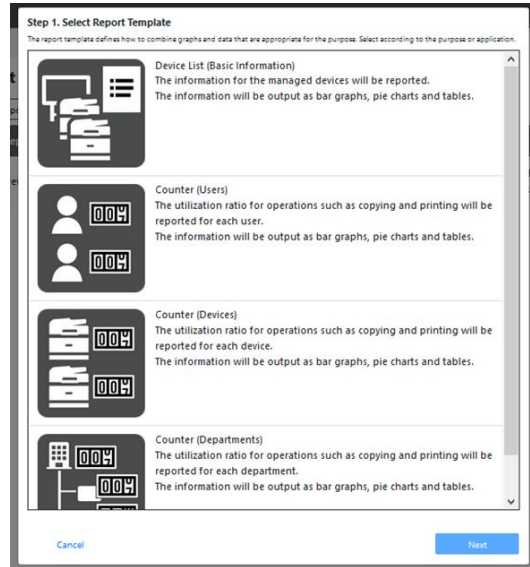 Step 1. Select Report Template
The report template defines how to combine graphs and data that are appropriate for the purpose. Select according to the purpose or application.
Device List (Basic Information)
The information for the managed devices will be reported.
The information will be output as bar graphs, pie charts and tables.
Counter (Users)
The utilization ratio for operations such as copying and printing will be
reported for each user.
The information will be output as bar graphs, pie charts and tables.
Counter (Devices)
The utilization ratio for operations such as copying and printing will be
reported for each device.
The information will be output as bar graphs, pie charts and tables.
Counter (Departments)
The utilization ratio for operations such as copying and printing will be
reported for each department.
The information will be output as bar graphs, pie charts and tables.
Cancel
Next